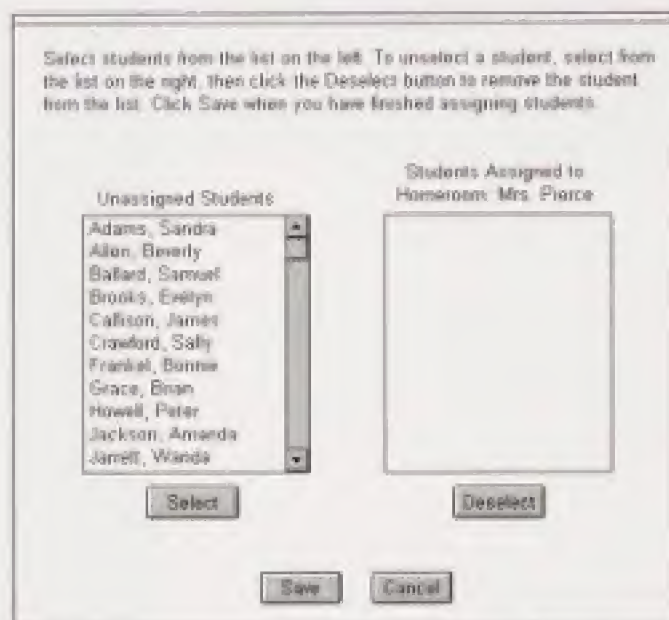 Select students from the list on the left. To unselect a student, select from
the list on the right, then click the Deselect button to remove the student
from the list. Click Save when you have finished assigning students.
Unassigned Students
Adams, Sandra
Allen, Beverly
Ballard, Samuel
Brooks, Evelyn
Callison, James
Crawford, Sally
Frankel, Bonnie
Grace, Brian
Howell, Peter
Jackson, Amanda
Jarrett, Wanda
Select
Students Assigned to
Homeroom: Mrs. Pierce
Deselect
Save
Cancel